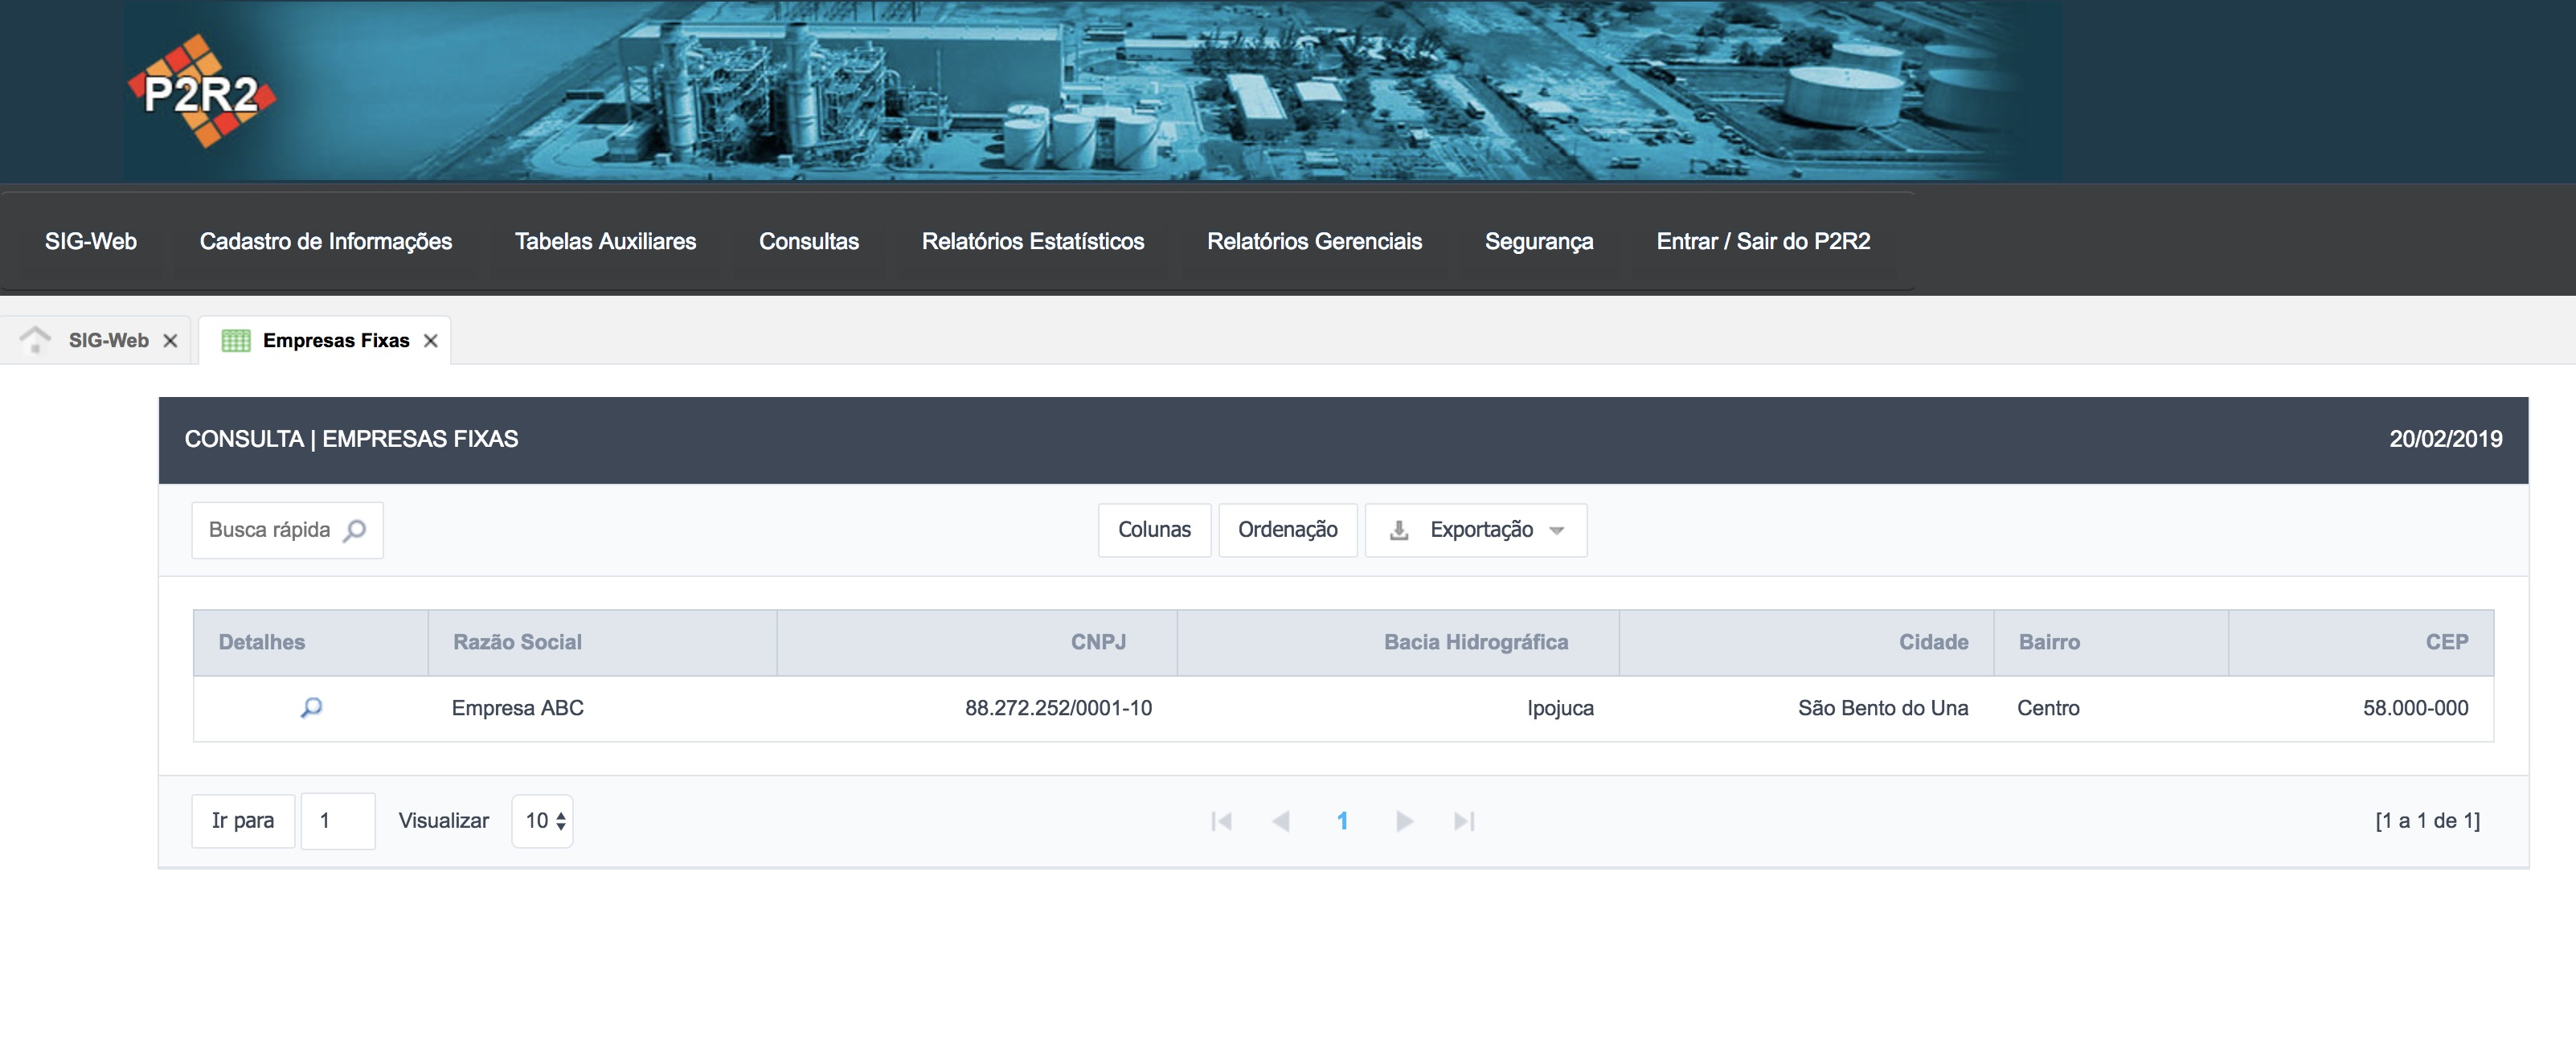 P2R2
SIG-Web Cadastro de Informações Tabelas Auxiliares Consultas Relatórios Estatísticos Relatórios Gerenciais Segurança Entrar / Sair do P2R2
SIG-Web Empresas Fixas
CONSULTA | EMPRESAS FIXAS 20/02/2019
Busca rápida Colunas Ordenação Exportação
Detalhes Razão Social CNPJ Bacia Hidrográfica Cidade Bairro CEP
Empresa ABC 88.272.252/0001-10 Ipojuca São Bento do Una Centro 58.000-000
Ir para 1 Visualizar 10 1 [1 a 1 de 1]